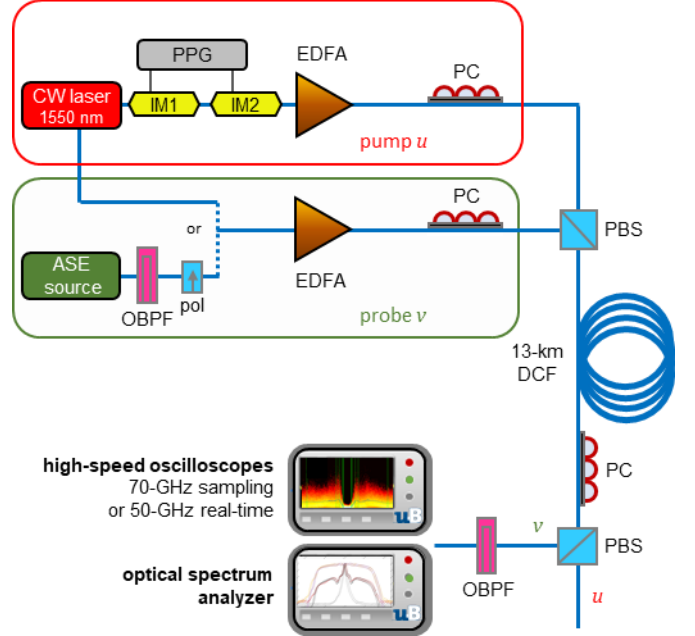 PPG
EDFA
PC
CW laser
1550 nm
IM1
IM2
pump u
PC
or
EDFA
PBS
ASE
source
OBPF
pol
probe v
13-km
DCF
high-speed oscilloscopes
70-GHz sampling
or 50-GHz real-time
uB
PC
v
PBS
optical spectrum
analyzer
uB
OBPF
u